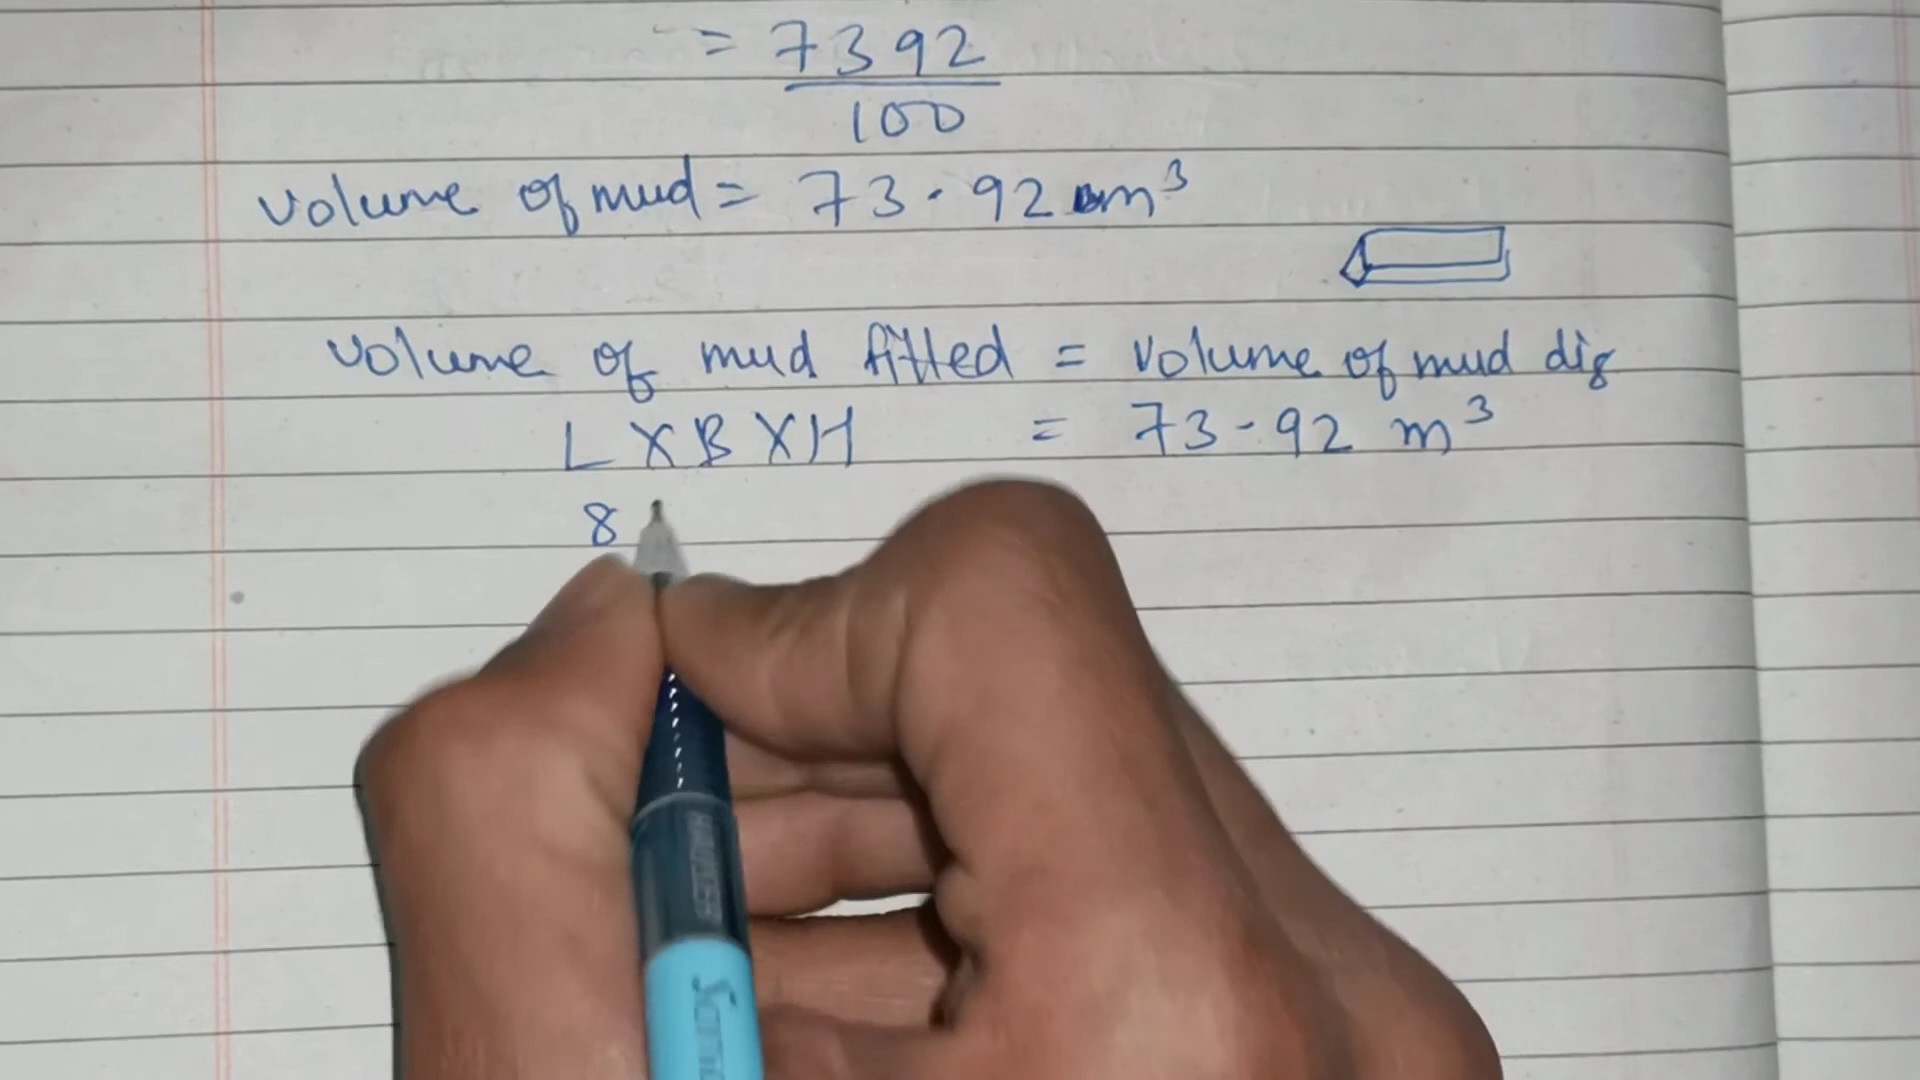 = 7392
100
volume of mud = 73.92 m³
volume of mud fitted = volume of mud dig
L X B X H = 73.92 m³
8